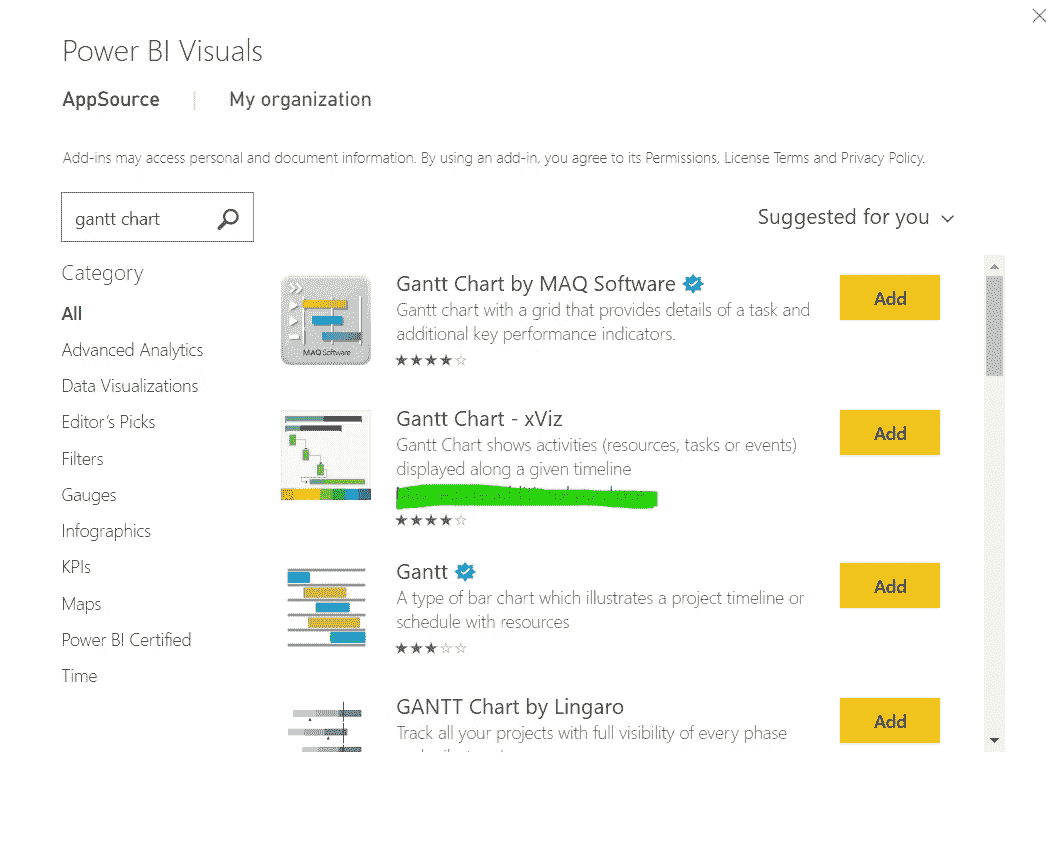 Power BI Visuals
AppSource | My organization
Add-ins may access personal and document information. By using an add-in, you agree to its Permissions, License Terms and Privacy Policy.
gantt chart
Suggested for you
Category
All
Advanced Analytics
Data Visualizations
Editor's Picks
Filters
Gauges
Infographics
KPIs
Maps
Power BI Certified
Time
MAQ Software
Gantt Chart by MAQ Software
Gantt chart with a grid that provides details of a task and
additional key performance indicators.
Add
Gantt Chart - xViz
Gantt Chart shows activities (resources, tasks or events)
displayed along a given timeline
Add
Gantt
A type of bar chart which illustrates a project timeline or
schedule with resources
Add
GANTT Chart by Lingaro
Track all your projects with full visibility of every phase
Add